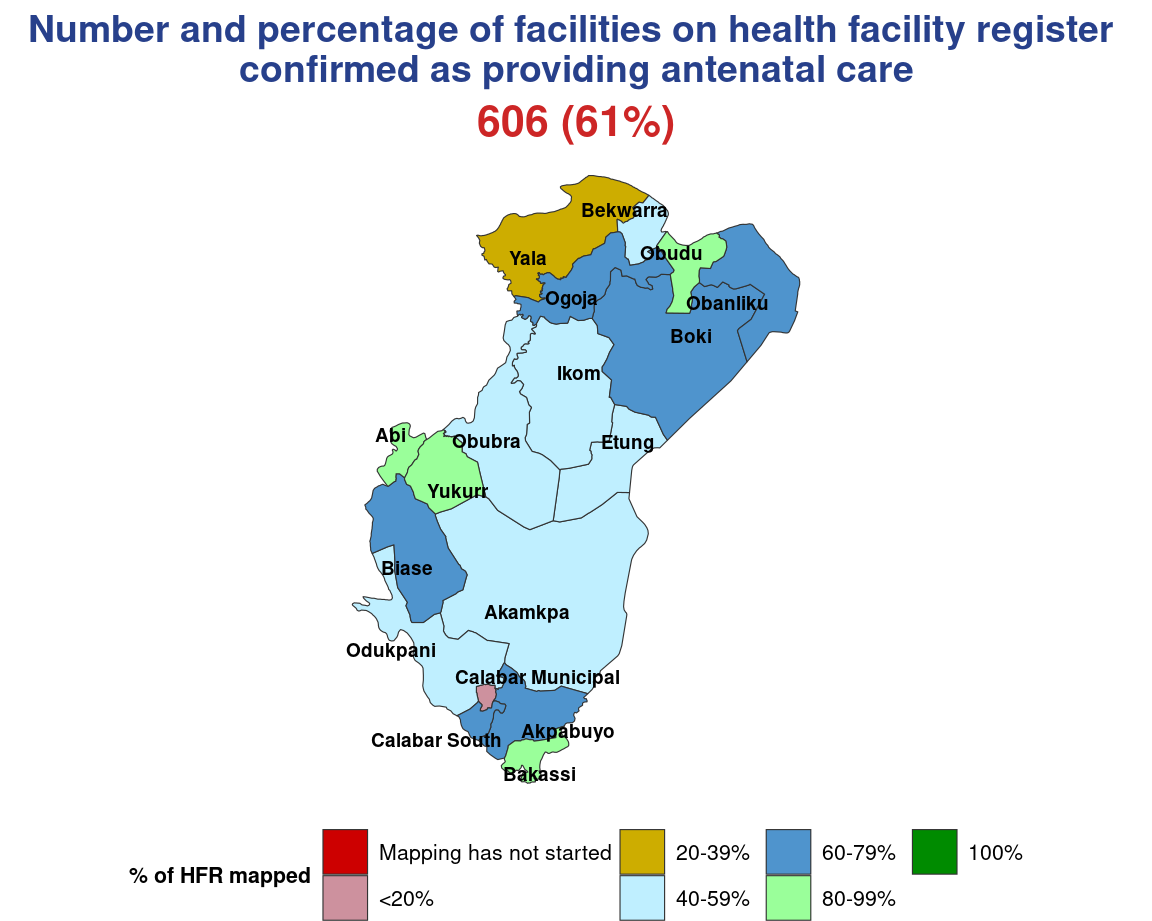 Number and percentage of facilities on health facility register
confirmed as providing antenatal care
606 (61%)
Bekwarra
Yala
Obudu
Ogoja
Obanliku
Boki
Ikom
Abi
Obubra
Etung
Yukurr
Biase
Akamkpa
Odukpani
Calabar Municipal
Akpabuyo
Calabar South
Bakassi
% of HFR mapped
Mapping has not started
<20%
20-39%
40-59%
60-79%
80-99%
100%